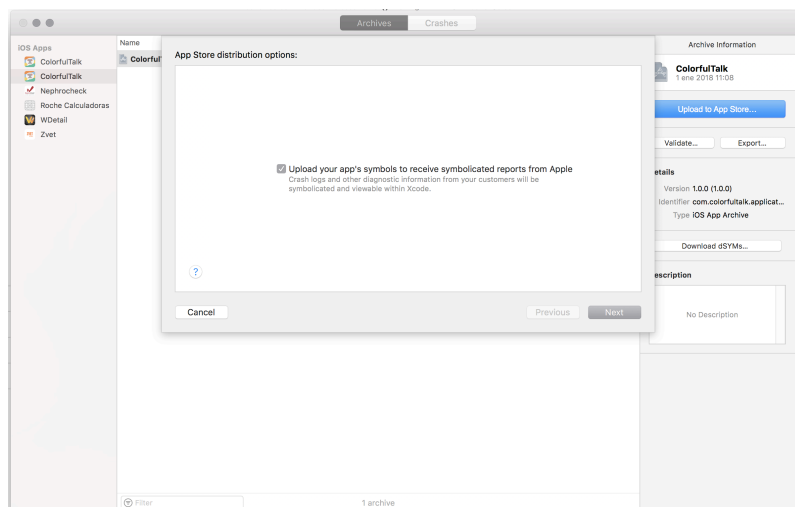 Archives
Crashes
iOS Apps
ColorfulTalk
ColorfulTalk
Nephrocheck
Roche Calculadoras
WDetail
Zvet
Name
Colorful
App Store distribution options:
Upload your app's symbols to receive symbolicated reports from Apple
Crash logs and other diagnostic information from your customers will be
symbolicated and viewable within Xcode.
?
Cancel
Previous
Next
Archive Information
ColorfulTalk
1 ene 2018 11:08
Upload to App Store...
Validate...
Export...
etails
Version 1.0.0 (1.0.0)
Identifier com.colorfultalk.applicat...
Type iOS App Archive
Download dSYMs...
escription
No Description
Filter
1 archive